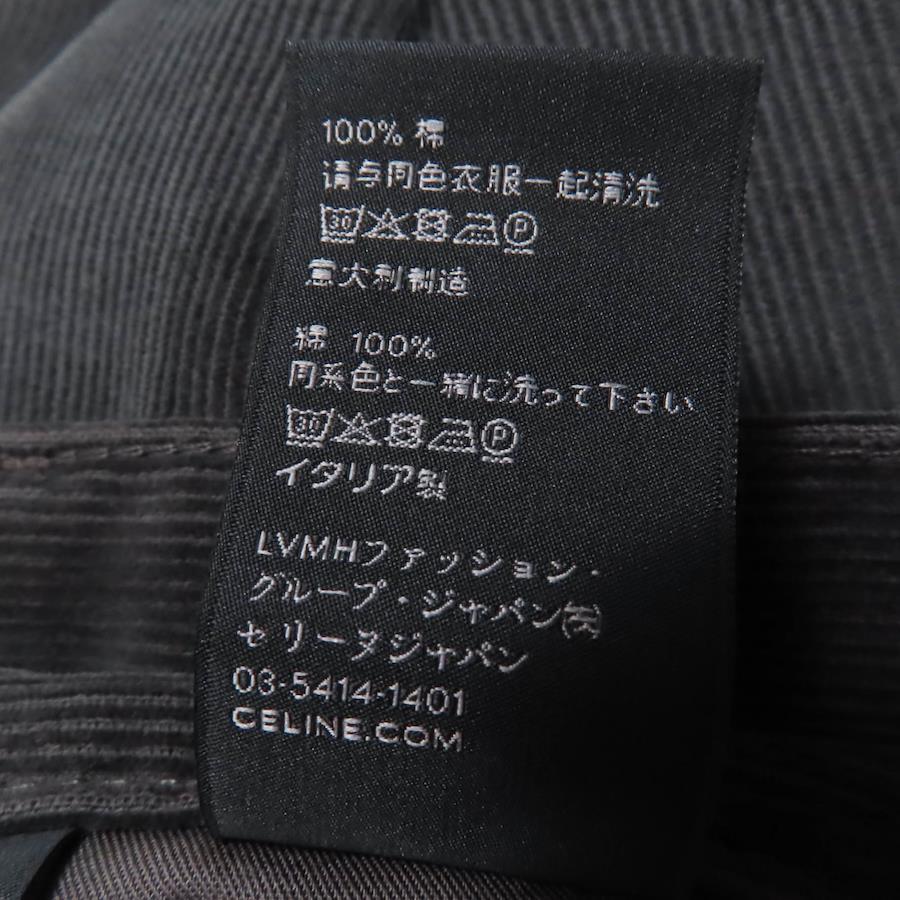 100% 棉
请与同色衣服一起清洗
30 P
意大利制造
綿 100%
同系色と一緒に洗って下さい
30 P
イタリア製
LVMHファッション・
グループ・ジャパン㈱
セリーヌジャパン
03-5414-1401
CELINE.COM